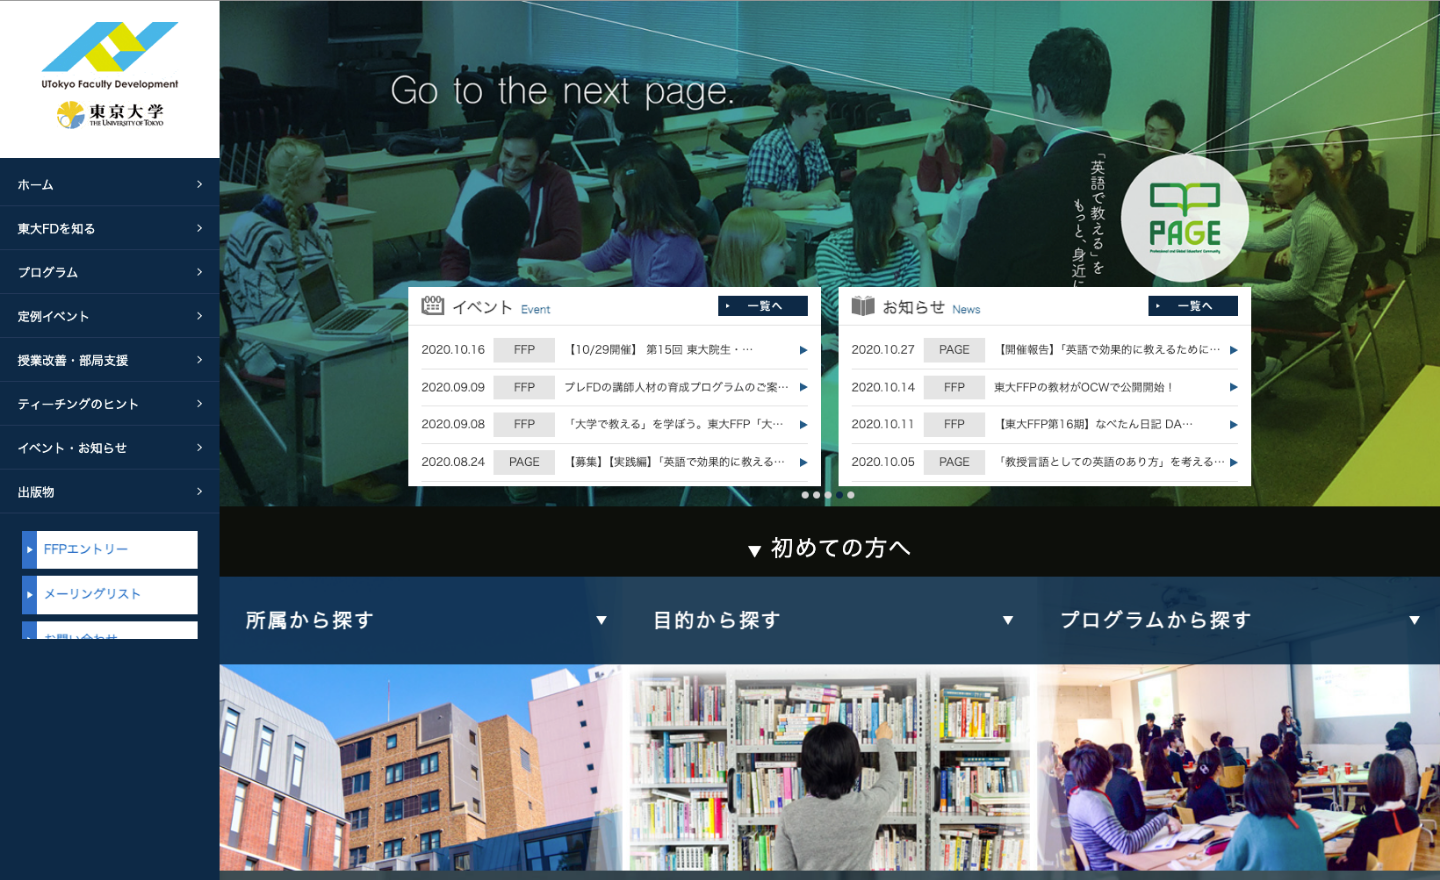 UTokyo Faculty Development
東京大学
THE UNIVERSITY OF TOKYO
ホーム
東大FDを知る
プログラム
定例イベント
授業改善・部局支援
ティーチングのヒント
イベント・お知らせ
出版物
FFPエントリー
メーリングリスト
お問い合わせ
Go to the next page.
「英語で教える」を
もっと、身近に
PAGE
Professional and Global Educators' Community
イベント Event
一覧へ
2020.10.16 FFP 【10/29開催】 第15回 東大院生・…
2020.09.09 FFP プレFDの講師人材の育成プログラムのご案…
2020.09.08 FFP 「大学で教える」を学ぼう。東大FFP「大…
2020.08.24 PAGE 【募集】【実践編】「英語で効果的に教える…
お知らせ News
一覧へ
2020.10.27 PAGE 【開催報告】「英語で効果的に教えるために…
2020.10.14 FFP 東大FFPの教材がOCWで公開開始！
2020.10.11 FFP 【東大FFP第16期】なべたん日記 DA…
2020.10.05 PAGE 「教授言語としての英語のあり方」を考える…
初めての方へ
所属から探す
目的から探す
プログラムから探す